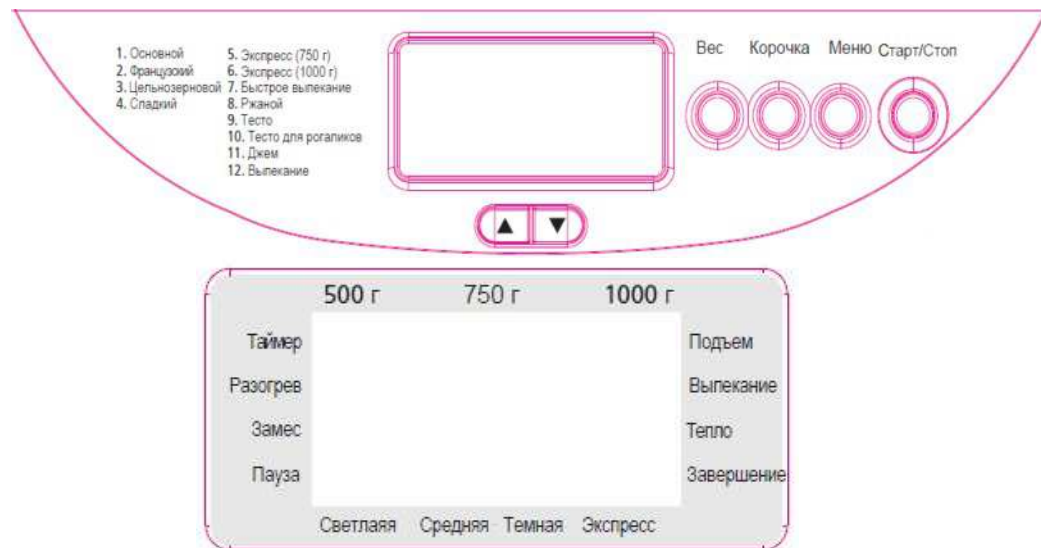 1. Основной
2. Французский
3. Цельнозерновой
4. Сладкий
5. Экспресс (750 г)
6. Экспресс (1000 г)
7. Быстрое выпекание
8. Ржаной
9. Тесто
10. Тесто для рогаликов
11. Джем
12. Выпекание
Вес Корочка Меню Старт/Стоп
▲ ▼
500 г 750 г 1000 г
Таймер
Разогрев
Замес
Пауза
Подъем
Выпекание
Тепло
Завершение
Светлаяя Средняя Темная Экспресс